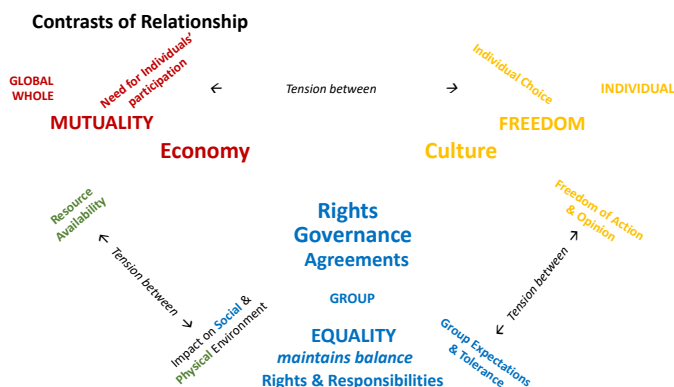 Contrasts of Relationship
GLOBAL
WHOLE
Need for Individuals'
participation
← Tension between →
Individual Choice
INDIVIDUAL
MUTUALITY
FREEDOM
Economy
Culture
Resource
Availability
Rights
Governance
Agreements
Freedom of Action
& Opinion
Tension between
Tension between
GROUP
Impact on Social &
Physical Environment
EQUALITY
maintains balance
Rights & Responsibilities
Group Expectations
& Tolerance